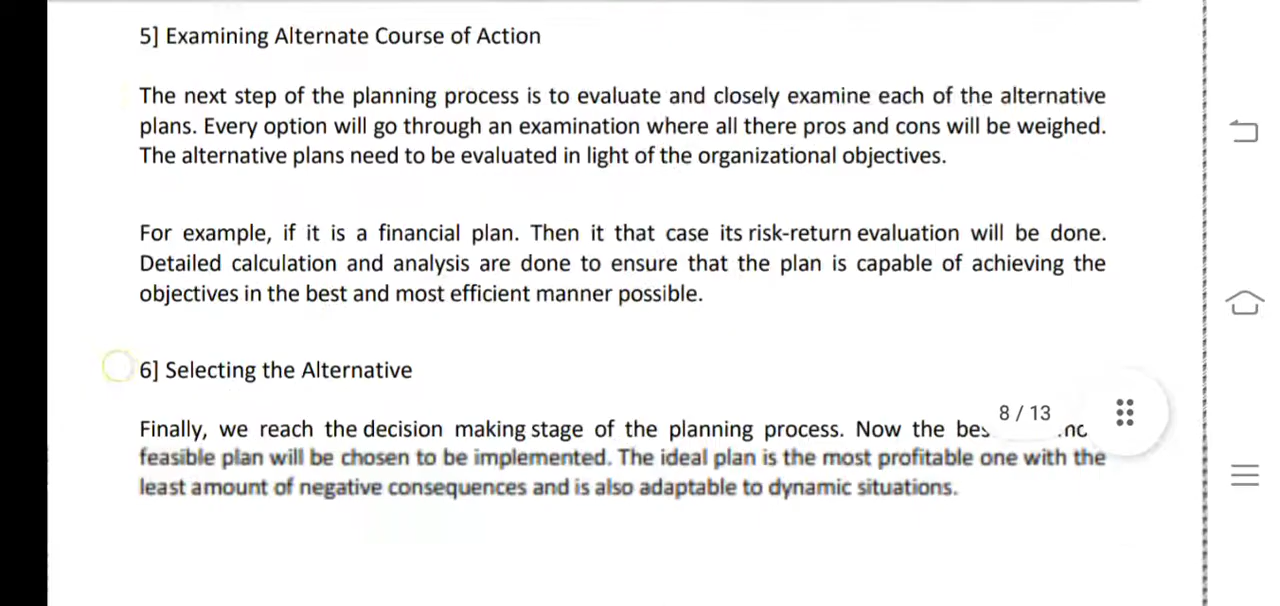 5] Examining Alternate Course of Action
The next step of the planning process is to evaluate and closely examine each of the alternative
plans. Every option will go through an examination where all there pros and cons will be weighed.
The alternative plans need to be evaluated in light of the organizational objectives.
For example, if it is a financial plan. Then it that case its risk-return evaluation will be done.
Detailed calculation and analysis are done to ensure that the plan is capable of achieving the
objectives in the best and most efficient manner possible.
6] Selecting the Alternative
8 / 13
Finally, we reach the decision making stage of the planning process. Now the
feasible plan will be chosen to be implemented. The ideal plan is the most profitable one with the
least amount of negative consequences and is also adaptable to dynamic situations.